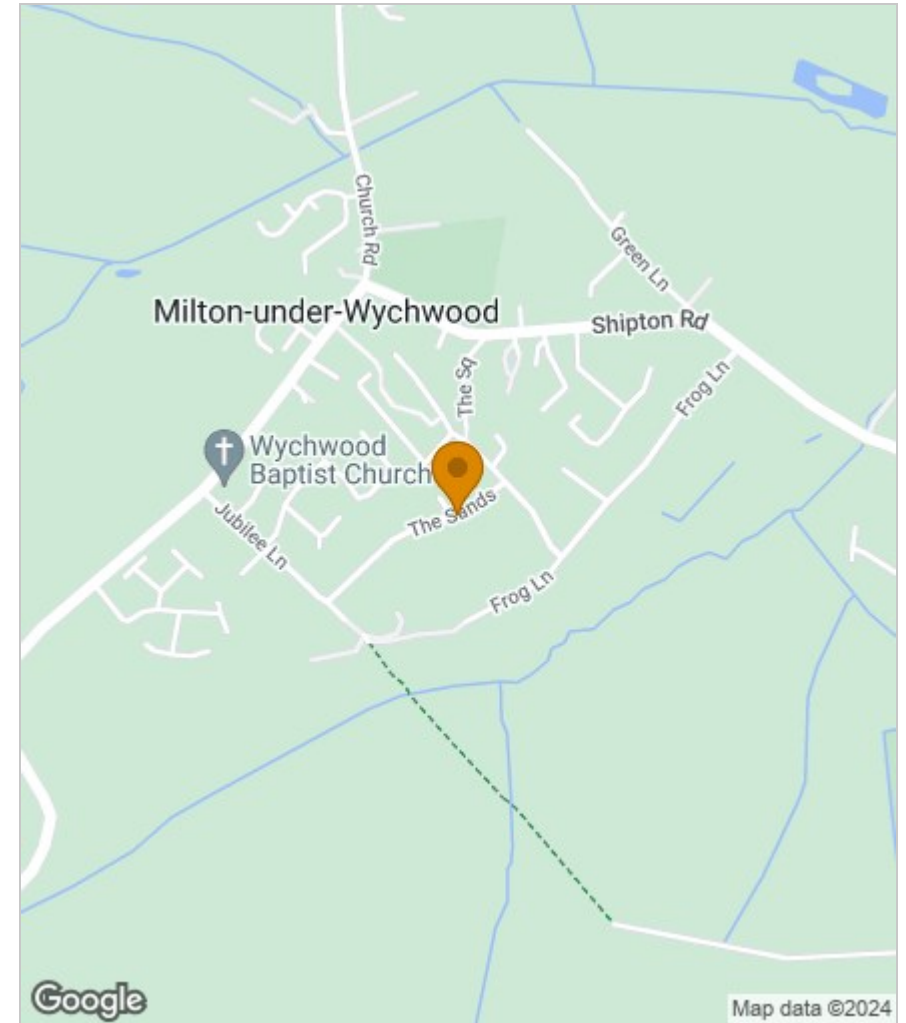 Church Rd
Green Ln
Milton-under-Wychwood
Shipton Rd
The Sq
Frog Ln
Wychwood
Baptist Church
The Sands
Jubilee Ln
Frog Ln
Google
Map data ©2024